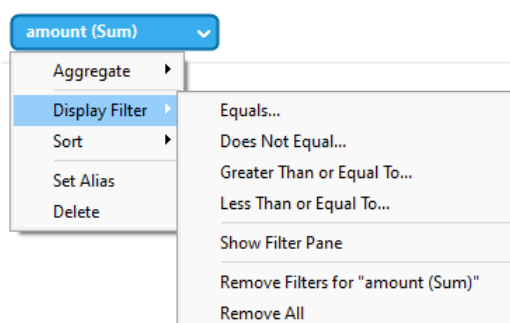 amount (Sum)
Aggregate
Display Filter
Sort
Set Alias
Delete
Equals...
Does Not Equal...
Greater Than or Equal To...
Less Than or Equal To...
Show Filter Pane
Remove Filters for "amount (Sum)"
Remove All